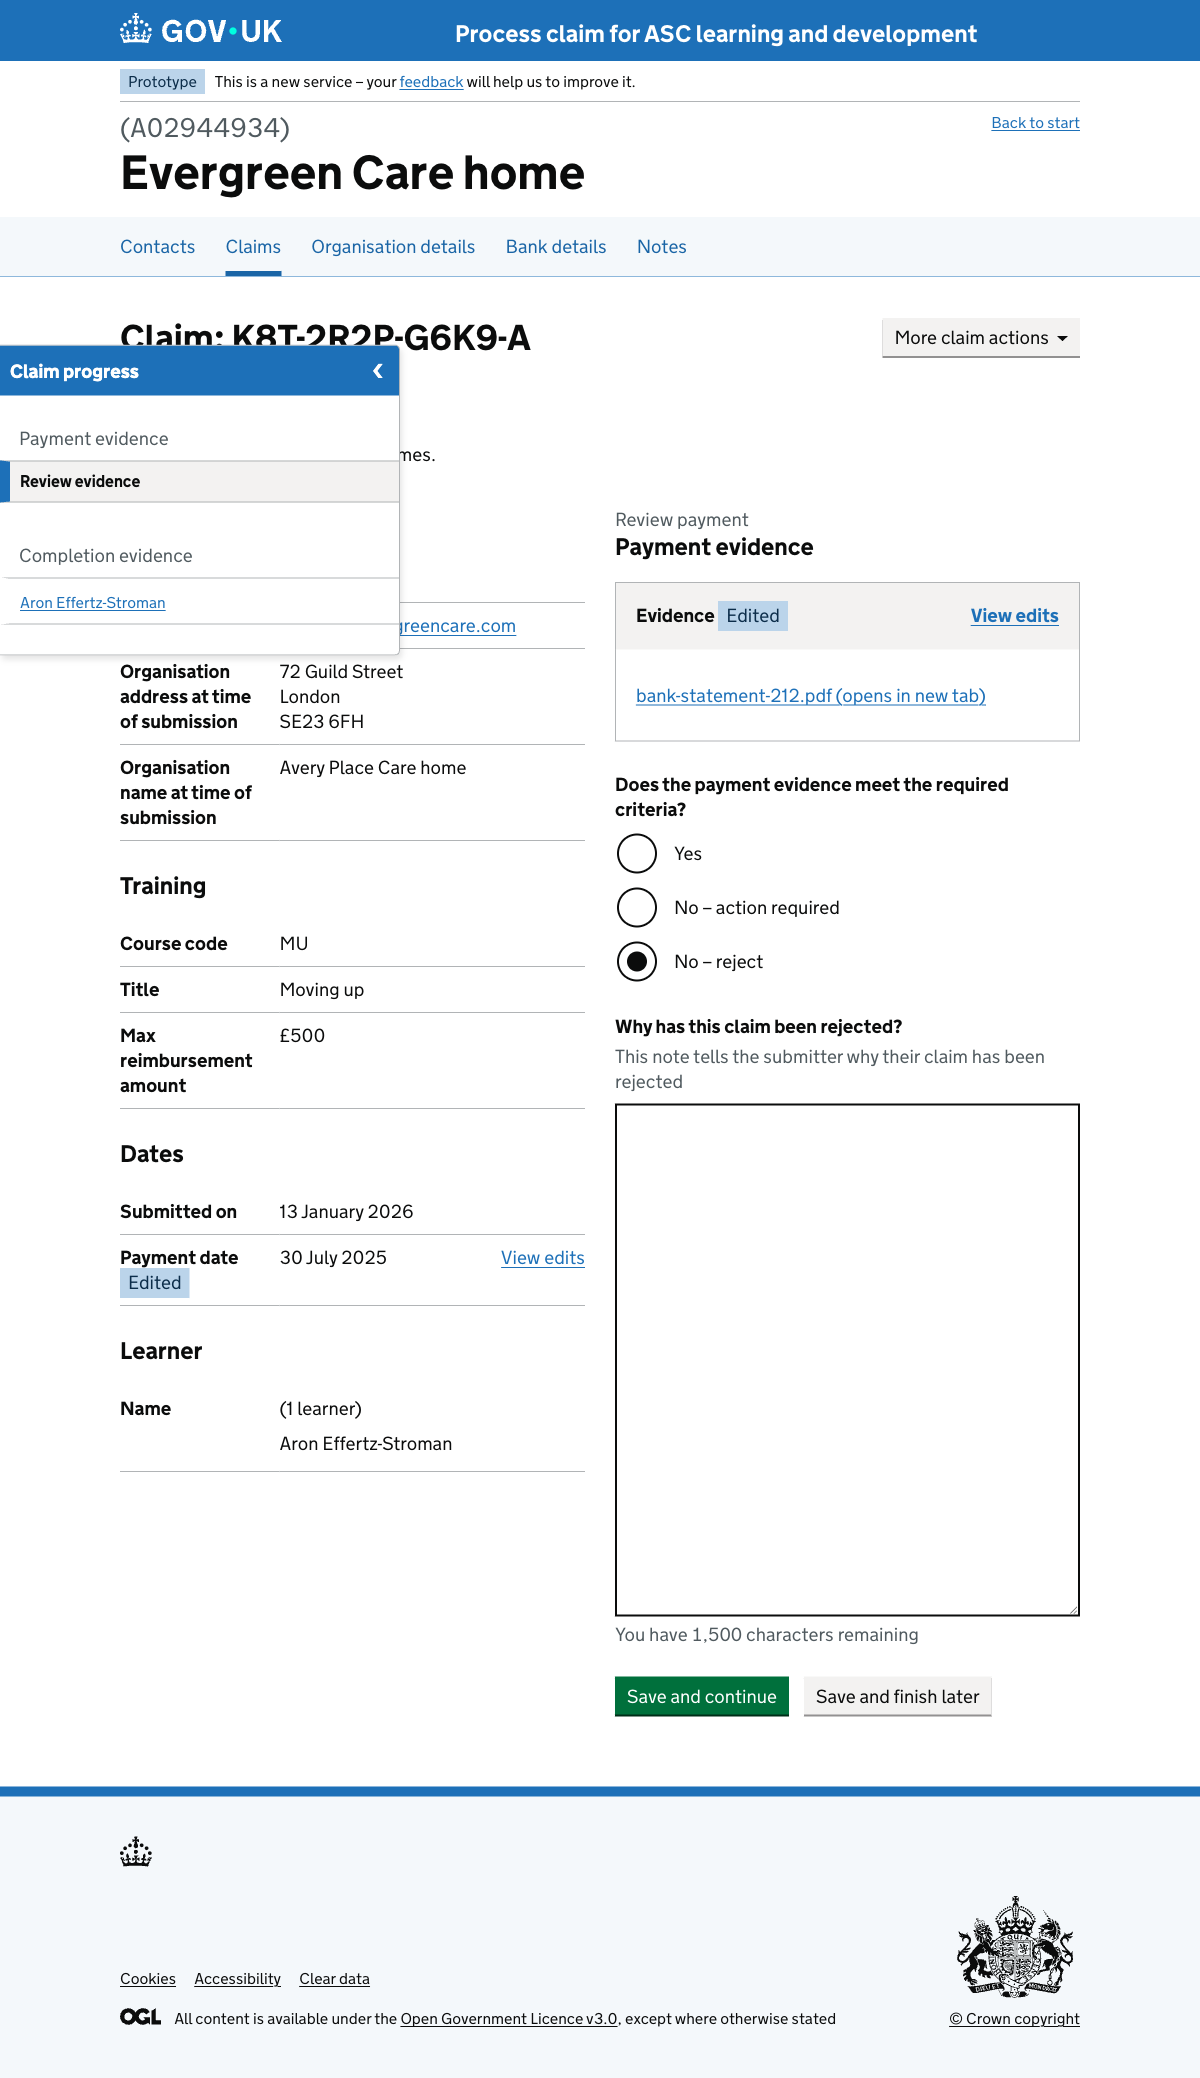 GOV·UK
Process claim for ASC learning and development
Prototype This is a new service – your feedback will help us to improve it.
(A02944934)
Back to start
Evergreen Care home
Contacts Claims Organisation details Bank details Notes
Claim: K8T-2R2P-G6K9-A
More claim actions
Claim progress
Payment evidence
Review evidence
Completion evidence
Aron Effertz-Stroman
greencare.com
Organisation address at time of submission
72 Guild Street
London
SE23 6FH
Organisation name at time of submission
Avery Place Care home
Training
Course code MU
Title Moving up
Max reimbursement amount £500
Dates
Submitted on 13 January 2026
Payment date Edited 30 July 2025 View edits
Learner
Name (1 learner)
Aron Effertz-Stroman
Review payment
Payment evidence
Evidence Edited View edits
bank-statement-212.pdf (opens in new tab)
Does the payment evidence meet the required criteria?
Yes
No – action required
No – reject
Why has this claim been rejected?
This note tells the submitter why their claim has been rejected
You have 1,500 characters remaining
Save and continue Save and finish later
Cookies Accessibility Clear data
OGL All content is available under the Open Government Licence v3.0, except where otherwise stated
© Crown copyright